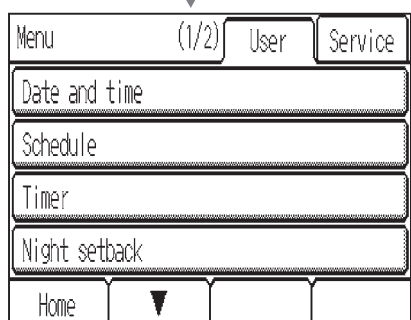 Menu (1/2) User Service
Date and time
Schedule
Timer
Night setback
Home ▼